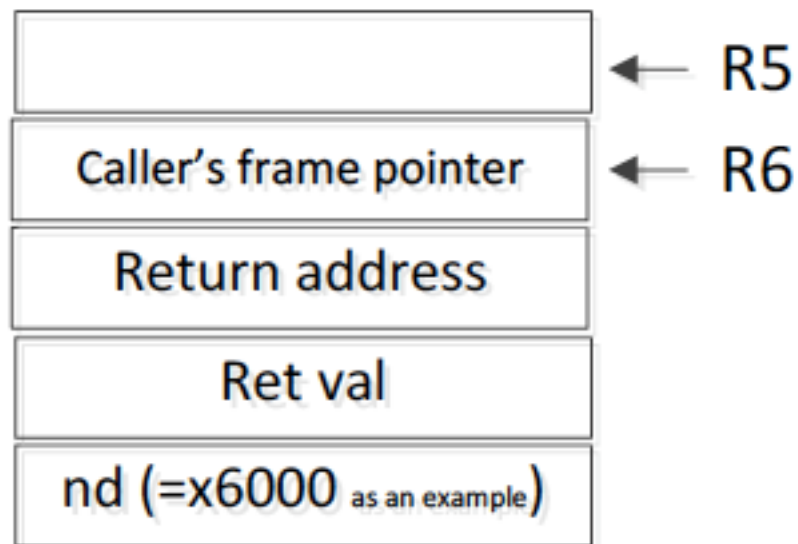 R5
Caller's frame pointer
R6
Return address
Ret val
nd (=x6000 as an example)